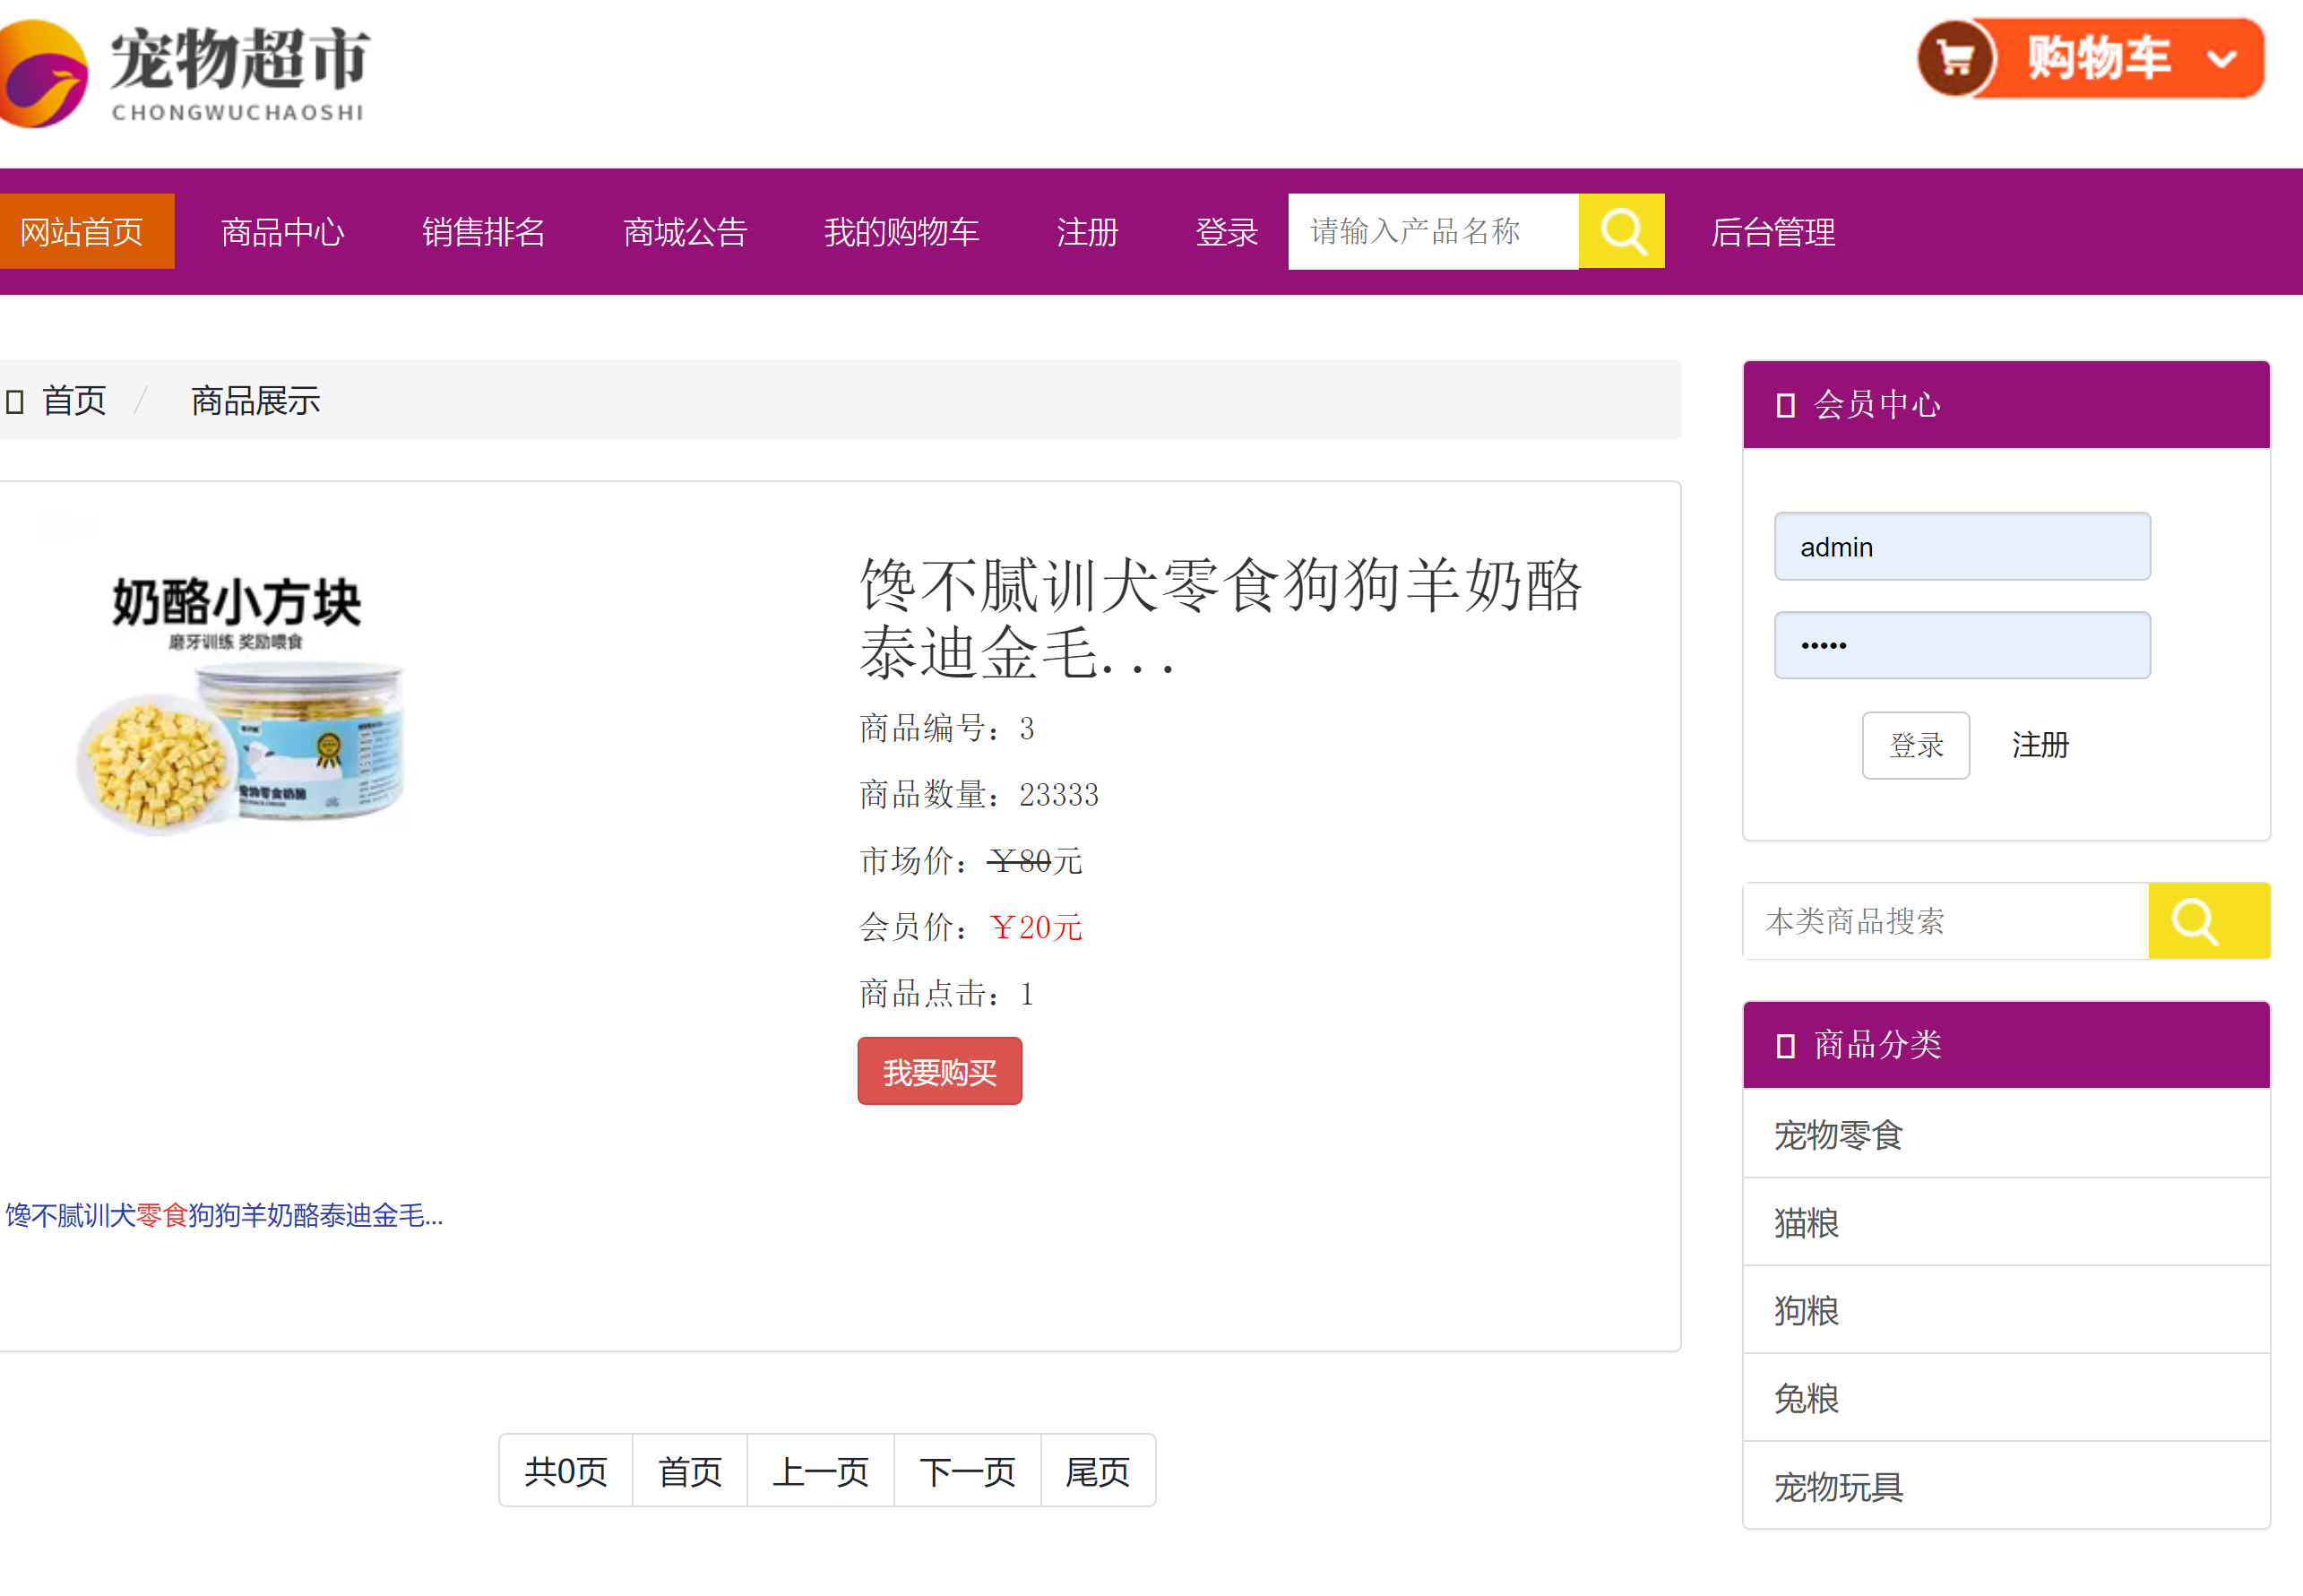 宠物超市
CHONGWUCHAOSHI
购物车
网站首页 商品中心 销售排名 商城公告 我的购物车 注册 登录 请输入产品名称 后台管理
首页 / 商品展示
奶酪小方块
磨牙训练 奖励喂食
宠物零食奶酪
馋不腻训犬零食狗狗羊奶酪
泰迪金毛...
商品编号：3
商品数量：23333
市场价：￥80元
会员价：￥20元
商品点击：1
我要购买
馋不腻训犬零食狗狗羊奶酪泰迪金毛...
共0页 首页 上一页 下一页 尾页
会员中心
admin
•••••
登录 注册
本类商品搜索
商品分类
宠物零食
猫粮
狗粮
兔粮
宠物玩具